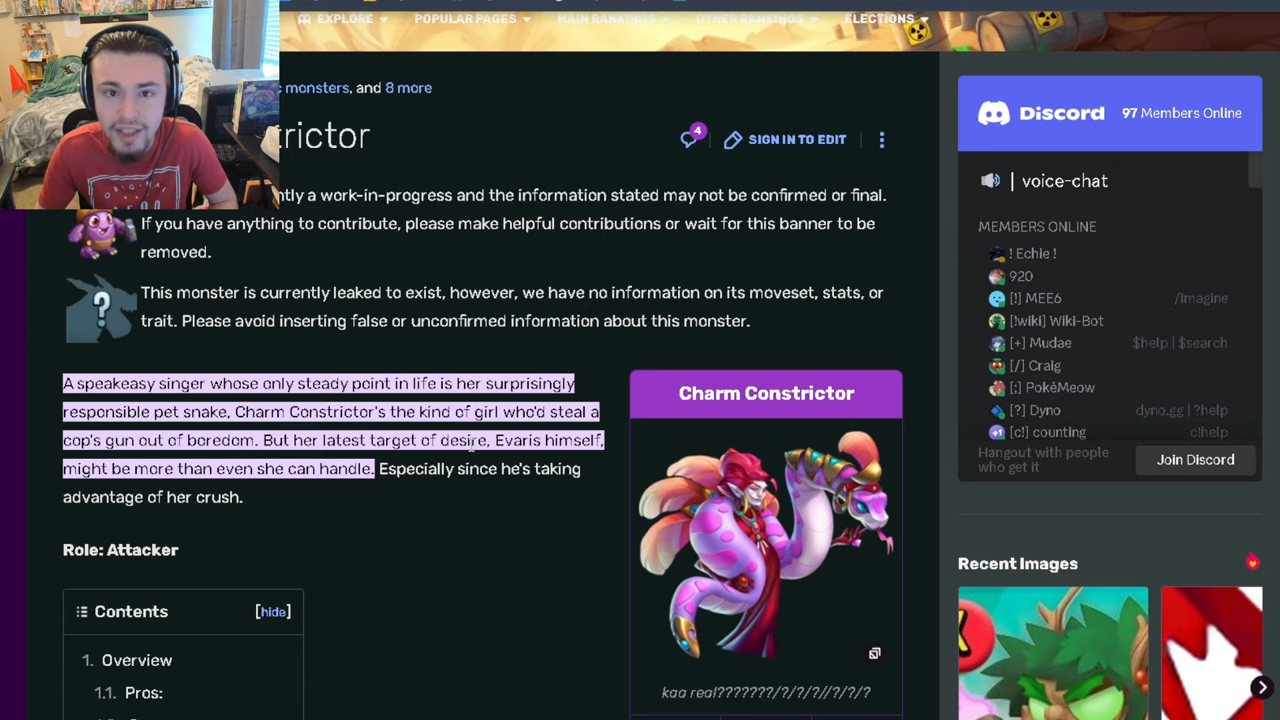 EXPLORE
POPULAR PAGES
MAIN RANKINGS
OTHER RANKINGS
ELECTIONS
monsters, and 8 more
rictor
4
SIGN IN TO EDIT
ntly a work-in-progress and the information stated may not be confirmed or final.
If you have anything to contribute, please make helpful contributions or wait for this banner to be
removed.
?
This monster is currently leaked to exist, however, we have no information on its moveset, stats, or
trait. Please avoid inserting false or unconfirmed information about this monster.
A speakeasy singer whose only steady point in life is her surprisingly
responsible pet snake, Charm Constrictor's the kind of girl who'd steal a
cop's gun out of boredom. But her latest target of desire, Evaris himself,
might be more than even she can handle. Especially since he's taking
advantage of her crush.
Role: Attacker
Contents [hide]
1. Overview
1.1. Pros:
Charm Constrictor
kaa real???????/?/?/?//?/?/?
Discord 97 Members Online
| voice-chat
MEMBERS ONLINE
! Echie !
920
[!] MEE6 /imagine
[!wiki] Wiki-Bot
[+] Mudae $help | $search
[/] Craig
[;] PokéMeow
[?] Dyno dyno.gg | ?help
[c!] counting c!help
Hangout with people
who get it
Join Discord
Recent Images